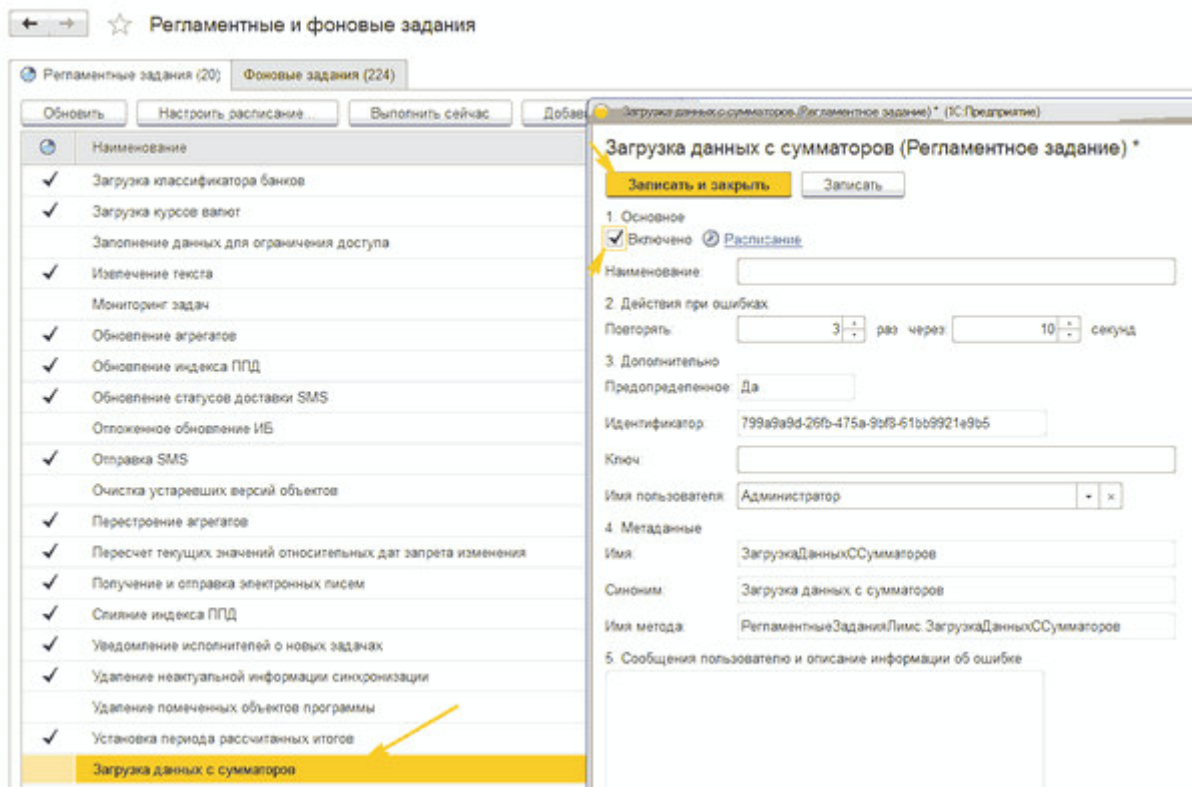 Регламентные и фоновые задания
Регламентные задания (20)
Фоновые задания (224)
Обновить
Настроить расписание...
Выполнить сейчас
Добави
Наименование
Загрузка классификатора банков
Загрузка курсов валют
Заполнение данных для ограничения доступа
Извлечение текста
Мониторинг задач
Обновление агрегатов
Обновление индекса ППД
Обновление статусов доставки SMS
Отложенное обновление ИБ
Отправка SMS
Очистка устаревших версий объектов
Перестроение агрегатов
Пересчет текущих значений относительных дат запрета изменения
Получение и отправка электронных писем
Слияние индекса ППД
Уведомление исполнителей о новых задачах
Удаление неактуальной информации синхронизации
Удаление помеченных объектов программы
Установка периода рассчитанных итогов
Загрузка данных с сумматоров
Загрузка данных с сумматоров (Регламентное задание) * (1С:Предприятие)
Загрузка данных с сумматоров (Регламентное задание) *
Записать и закрыть
Записать
1. Основное
Включено
Расписание
Наименование:
2. Действия при ошибках
Повторять: 3 раз через: 10 секунд
3. Дополнительно
Предопределенное: Да
Идентификатор: 799a9a9d-26fb-475a-9bf8-61bb9921e9b5
Ключ:
Имя пользователя: Администратор
4. Метаданные
Имя: ЗагрузкаДанныхССумматоров
Синоним: Загрузка данных с сумматоров
Имя метода: РегламентныеЗаданияЛимс.ЗагрузкаДанныхССумматоров
5. Сообщения пользователю и описание информации об ошибке